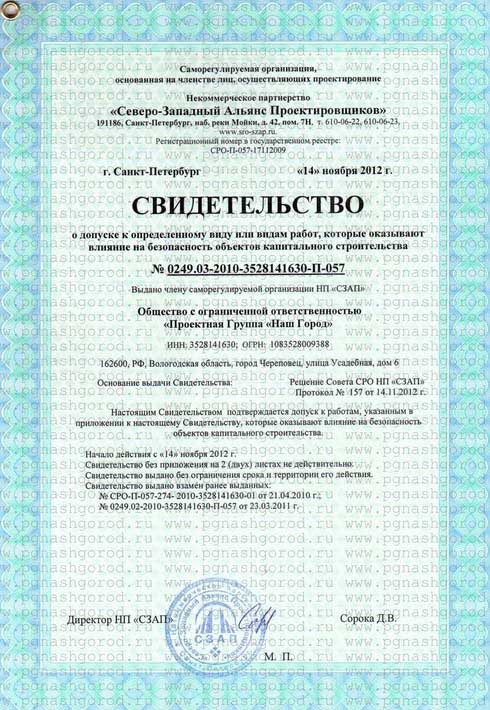 Саморегулируемая организация,
основанная на членстве лиц, осуществляющих проектирование
Некоммерческое партнерство
«Северо-Западный Альянс Проектировщиков»
191186, Санкт-Петербург, наб. реки Мойки, д. 42, пом. 7Н, т. 610-06-22, 610-06-23,
www.sro-szap.ru.
Регистрационный номер в государственном реестре:
СРО-П-057-17112009
г. Санкт-Петербург «14» ноября 2012 г.
СВИДЕТЕЛЬСТВО
о допуске к определенному виду или видам работ, которые оказывают
влияние на безопасность объектов капитального строительства
№ 0249.03-2010-3528141630-П-057
Выдано члену саморегулируемой организации НП «СЗАП»
Общество с ограниченной ответственностью
«Проектная Группа «Наш Город»
ИНН: 3528141630; ОГРН: 1083528009388
162600, РФ, Вологодская область, город Череповец, улица Усадебная, дом 6
Основание выдачи Свидетельства: Решение Совета СРО НП «СЗАП»
Протокол № 157 от 14.11.2012 г.
Настоящим Свидетельством подтверждается допуск к работам, указанным в
приложении к настоящему Свидетельству, которые оказывают влияние на безопасность
объектов капитального строительства.
Начало действия с «14» ноября 2012 г.
Свидетельство без приложения на 2 (двух) листах не действительно.
Свидетельство выдано без ограничения срока и территории его действия.
Свидетельство выдано взамен ранее выданных:
№ СРО-П-057-274- 2010-3528141630-01 от 21.04.2010 г.;
№ 0249.02-2010-3528141630-П-057 от 23.03.2011 г.
Директор НП «СЗАП» Сорока Д.В.
СЗАП
М. П.
www.pgnashgorod.ru